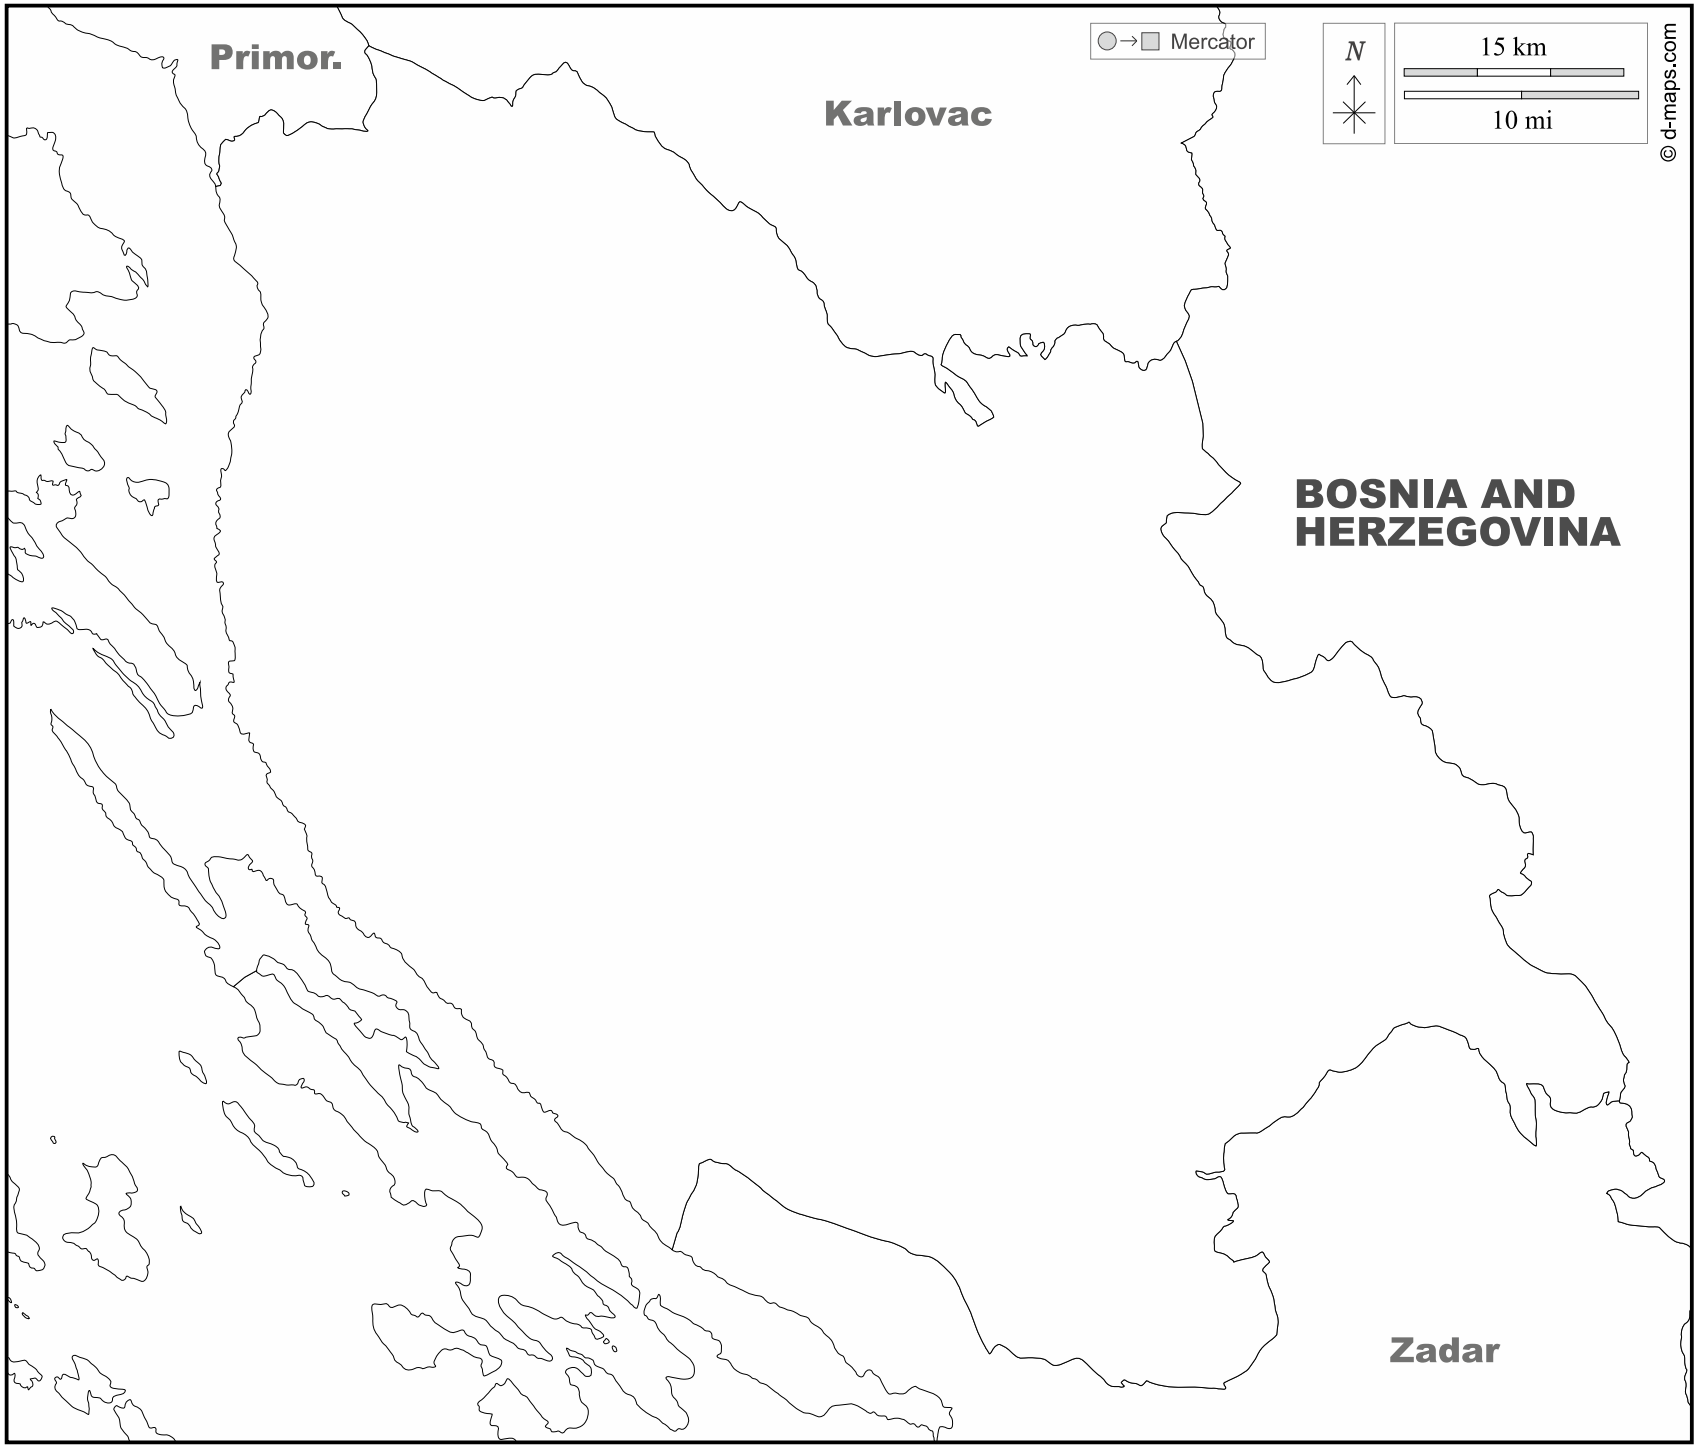 Primor.
Karlovac
Mercator
N
15 km
10 mi
© d-maps.com
BOSNIA AND
HERZEGOVINA
Zadar